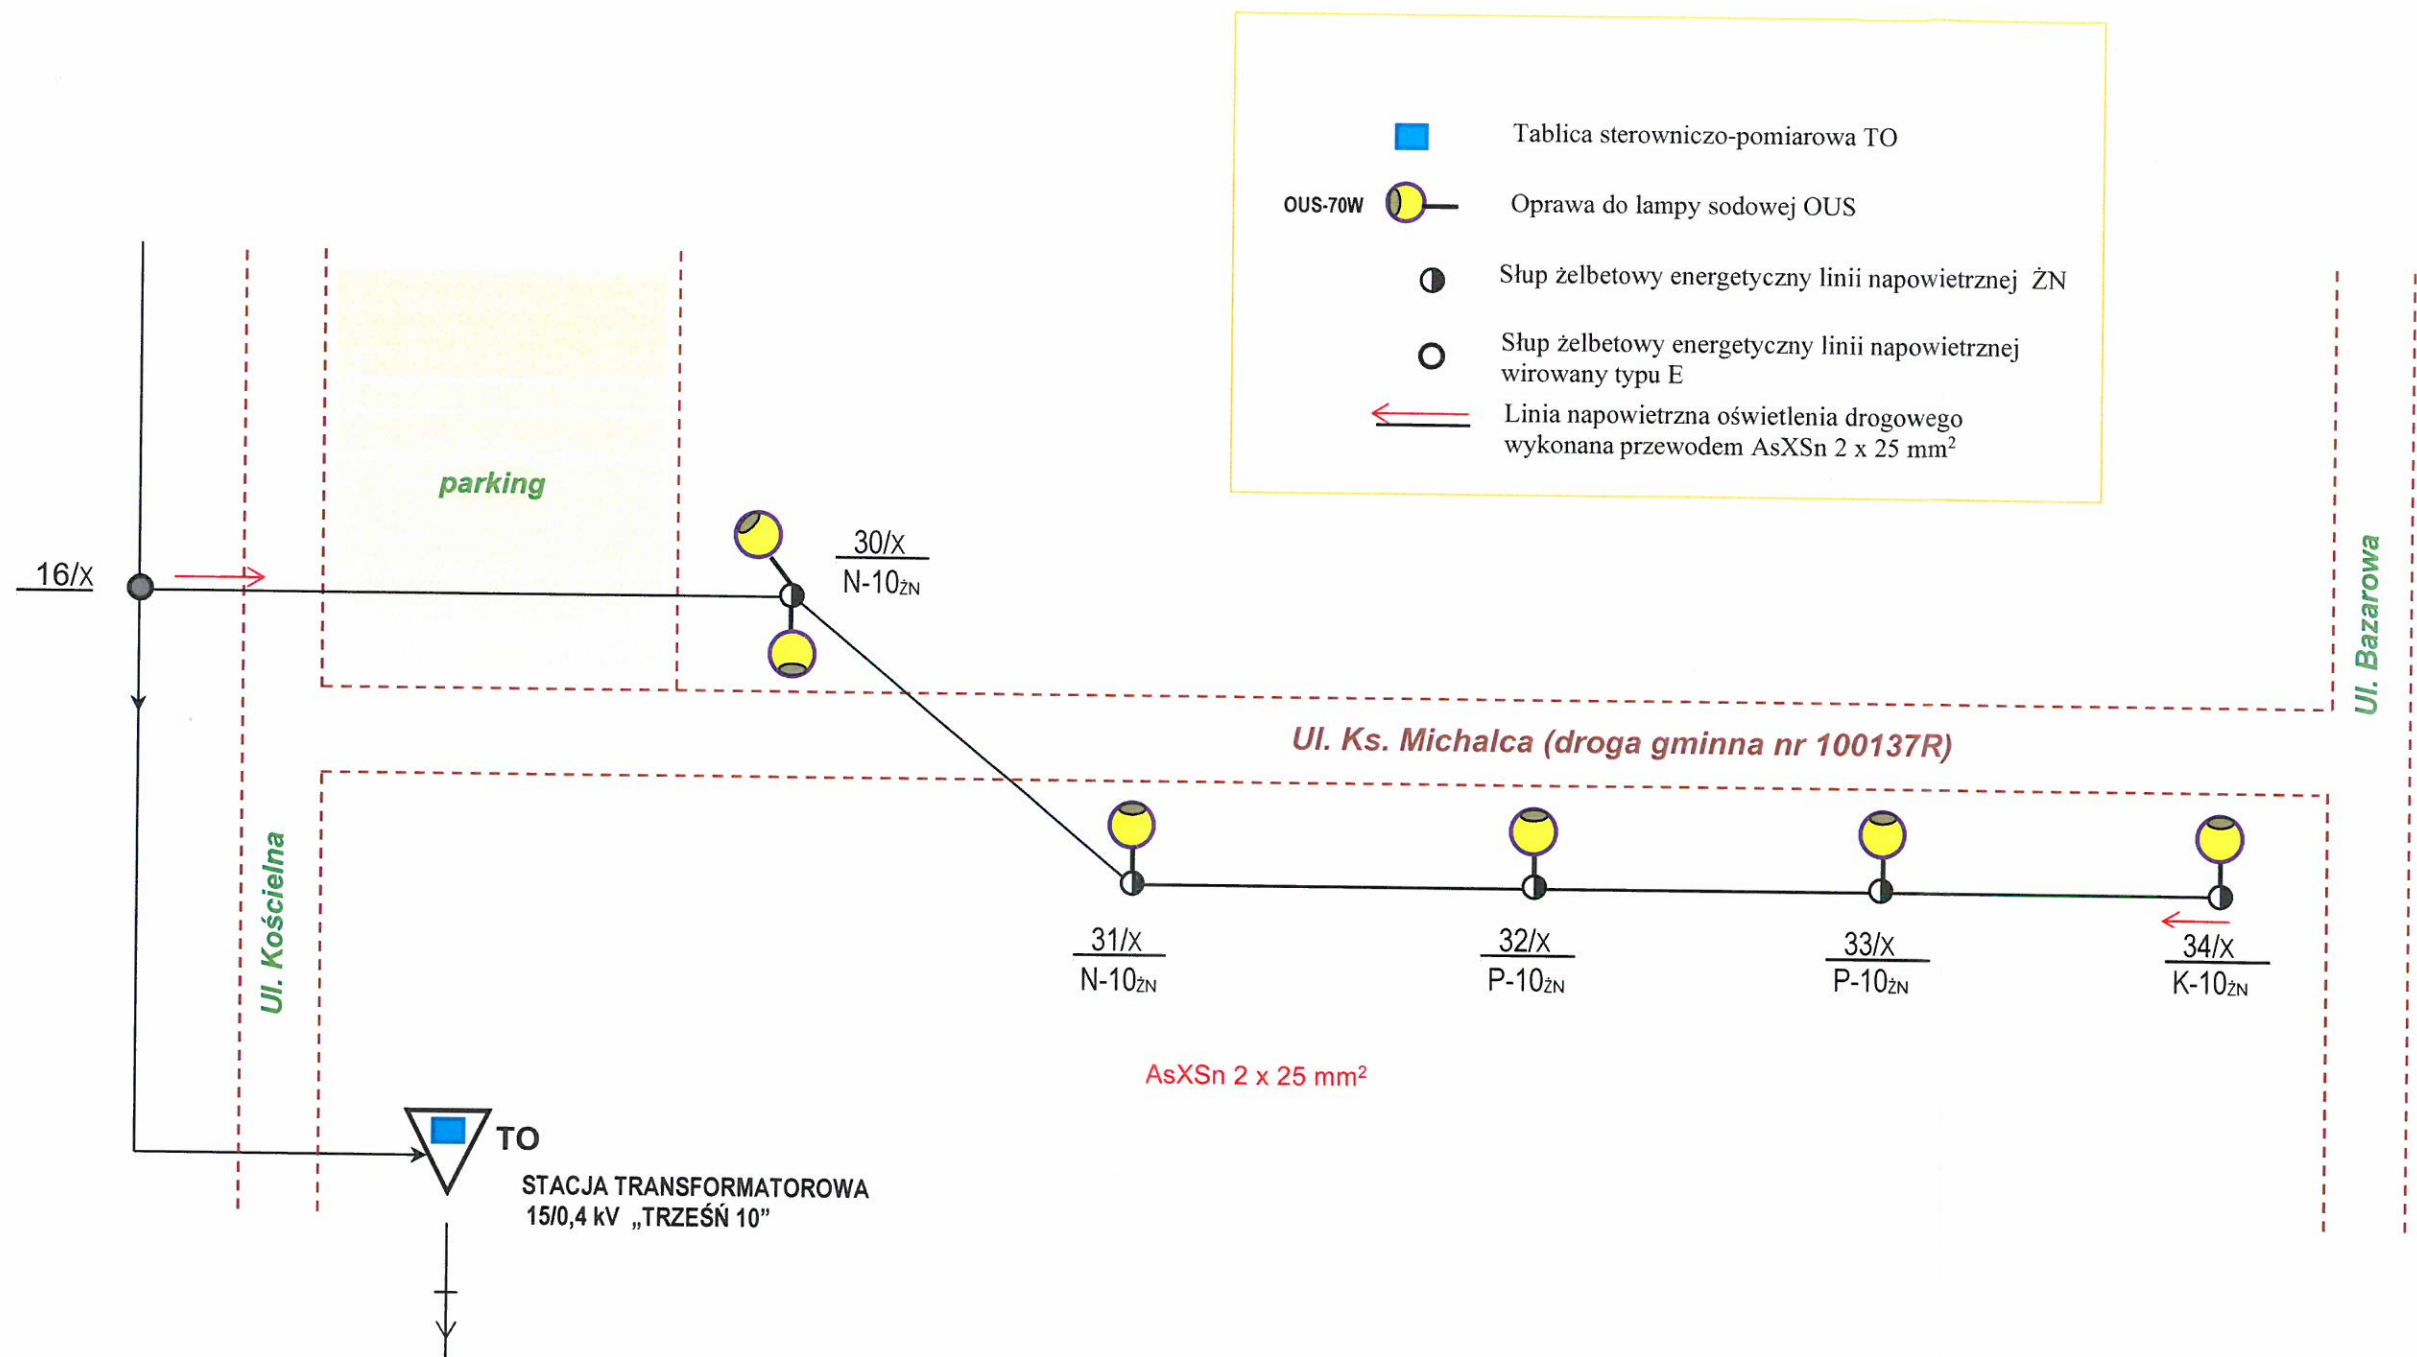 Tablica sterowniczo-pomiarowa TO
OUS-70W
Oprawa do lampy sodowej OUS
Słup żelbetowy energetyczny linii napowietrznej ŻN
Słup żelbetowy energetyczny linii napowietrznej
wirowany typu E
Linia napowietrzna oświetlenia drogowego
wykonana przewodem AsXSn 2 x 25 mm²
parking
16/X
30/X
N-10ŻN
Ul. Bazarowa
Ul. Ks. Michalca (droga gminna nr 100137R)
Ul. Kościelna
31/X
N-10ŻN
32/X
P-10ŻN
33/X
P-10ŻN
34/X
K-10ŻN
AsXSn 2 x 25 mm²
TO
STACJA TRANSFORMATOROWA
15/0,4 kV „TRZEŚŃ 10”